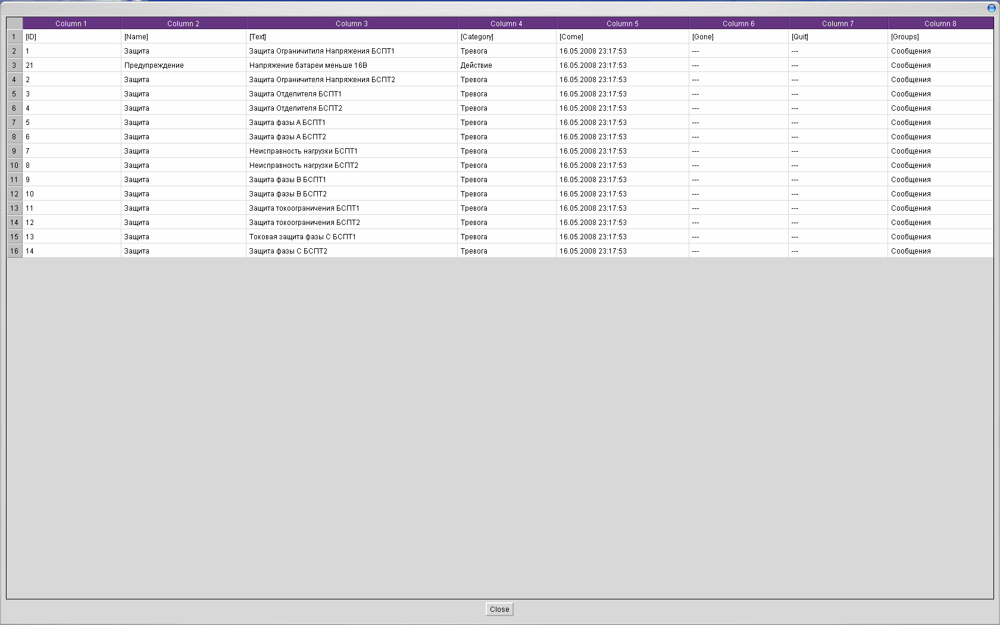 Column 1 Column 2 Column 3 Column 4 Column 5 Column 6 Column 7 Column 8
1 [ID] [Name] [Text] [Category] [Come] [Gone] [Quit] [Groups]
2 1 Защита Защита Ограничитиля Напряжения БСПТ1 Тревога 16.05.2008 23:17:53 --- --- Сообщения
3 21 Предупреждение Напряжение батареи меньше 16В Действие 16.05.2008 23:17:53 --- --- Сообщения
4 2 Защита Защита Ограничителя Напряжения БСПТ2 Тревога 16.05.2008 23:17:53 --- --- Сообщения
5 3 Защита Защита Отделителя БСПТ1 Тревога 16.05.2008 23:17:53 --- --- Сообщения
6 4 Защита Защита Отделителя БСПТ2 Тревога 16.05.2008 23:17:53 --- --- Сообщения
7 5 Защита Защита фазы А БСПТ1 Тревога 16.05.2008 23:17:53 --- --- Сообщения
8 6 Защита Защита фазы А БСПТ2 Тревога 16.05.2008 23:17:53 --- --- Сообщения
9 7 Защита Неисправность нагрузки БСПТ1 Тревога 16.05.2008 23:17:53 --- --- Сообщения
10 8 Защита Неисправность нагрузки БСПТ2 Тревога 16.05.2008 23:17:53 --- --- Сообщения
11 9 Защита Защита фазы В БСПТ1 Тревога 16.05.2008 23:17:53 --- --- Сообщения
12 10 Защита Защита фазы В БСПТ2 Тревога 16.05.2008 23:17:53 --- --- Сообщения
13 11 Защита Защита токоограничения БСПТ1 Тревога 16.05.2008 23:17:53 --- --- Сообщения
14 12 Защита Защита токоограничения БСПТ2 Тревога 16.05.2008 23:17:53 --- --- Сообщения
15 13 Защита Токовая защита фазы С БСПТ1 Тревога 16.05.2008 23:17:53 --- --- Сообщения
16 14 Защита Защита фазы С БСПТ2 Тревога 16.05.2008 23:17:53 --- --- Сообщения
Close